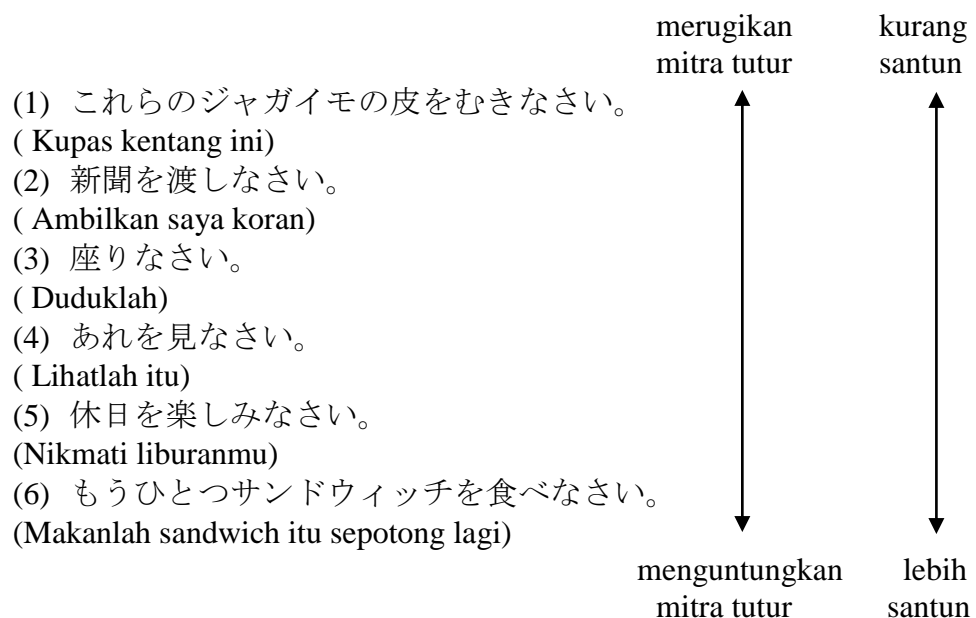 merugikan kurang
mitra tutur santun
(1) これらのジャガイモの皮をむきなさい。
( Kupas kentang ini)
(2) 新聞を渡しなさい。
( Ambilkan saya koran)
(3) 座りなさい。
( Duduklah)
(4) あれを見なさい。
( Lihatlah itu)
(5) 休日を楽しみなさい。
(Nikmati liburanmu)
(6) もうひとつサンドウィッチを食べなさい。
(Makanlah sandwich itu sepotong lagi)
menguntungkan lebih
mitra tutur santun